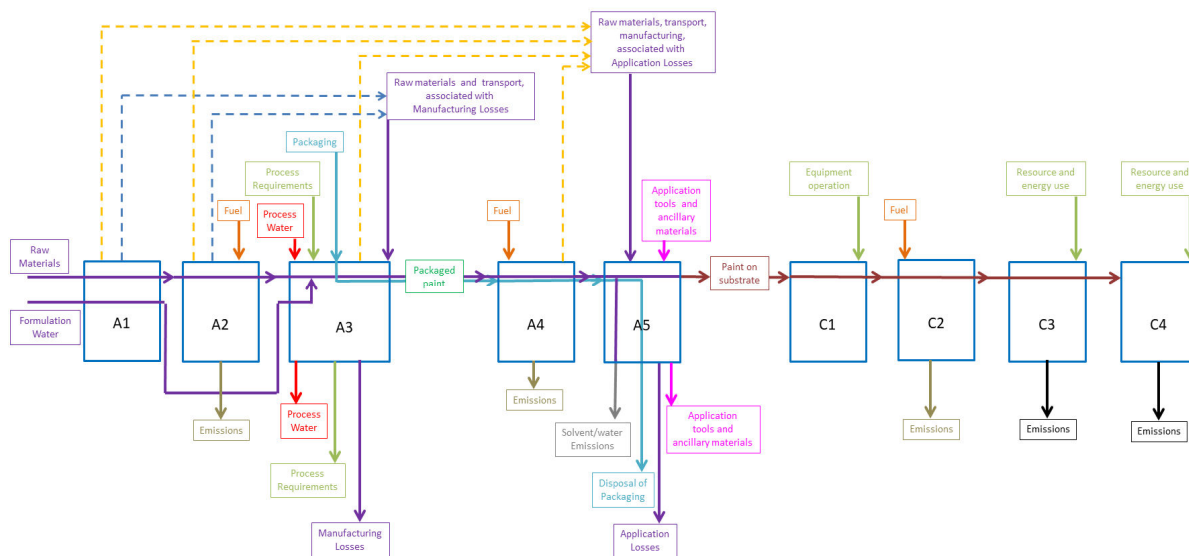 Raw materials, transport,
manufacturing,
associated with
Application Losses
Raw materials and transport,
associated with
Manufacturing Losses
Packaging
Process
Requirements
Equipment
operation
Resource and
energy use
Resource and
energy use
Application
tools and
ancillary
materials
Fuel
Process
Water
Fuel
Fuel
Raw
Materials
Packaged
paint
Paint on
substrate
Formulation
Water
A1
A2
A3
A4
A5
C1
C2
C3
C4
Emissions
Process
Water
Emissions
Solvent/water
Emissions
Application
tools and
ancillary materials
Emissions
Emissions
Emissions
Process
Requirements
Disposal of
Packaging
Manufacturing
Losses
Application
Losses